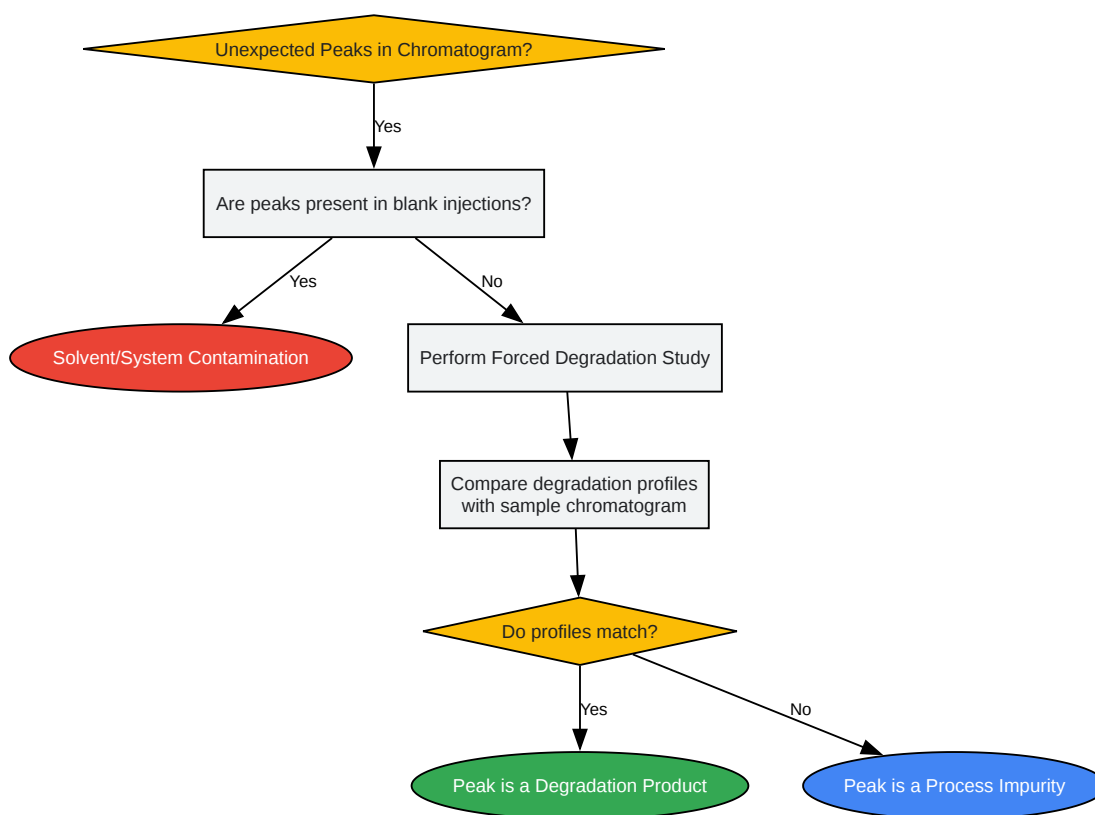 Unexpected Peaks in Chromatogram?
Yes
Are peaks present in blank injections?
Yes
No
Solvent/System Contamination
Perform Forced Degradation Study
Compare degradation profiles
with sample chromatogram
Do profiles match?
Yes
No
Peak is a Degradation Product
Peak is a Process Impurity